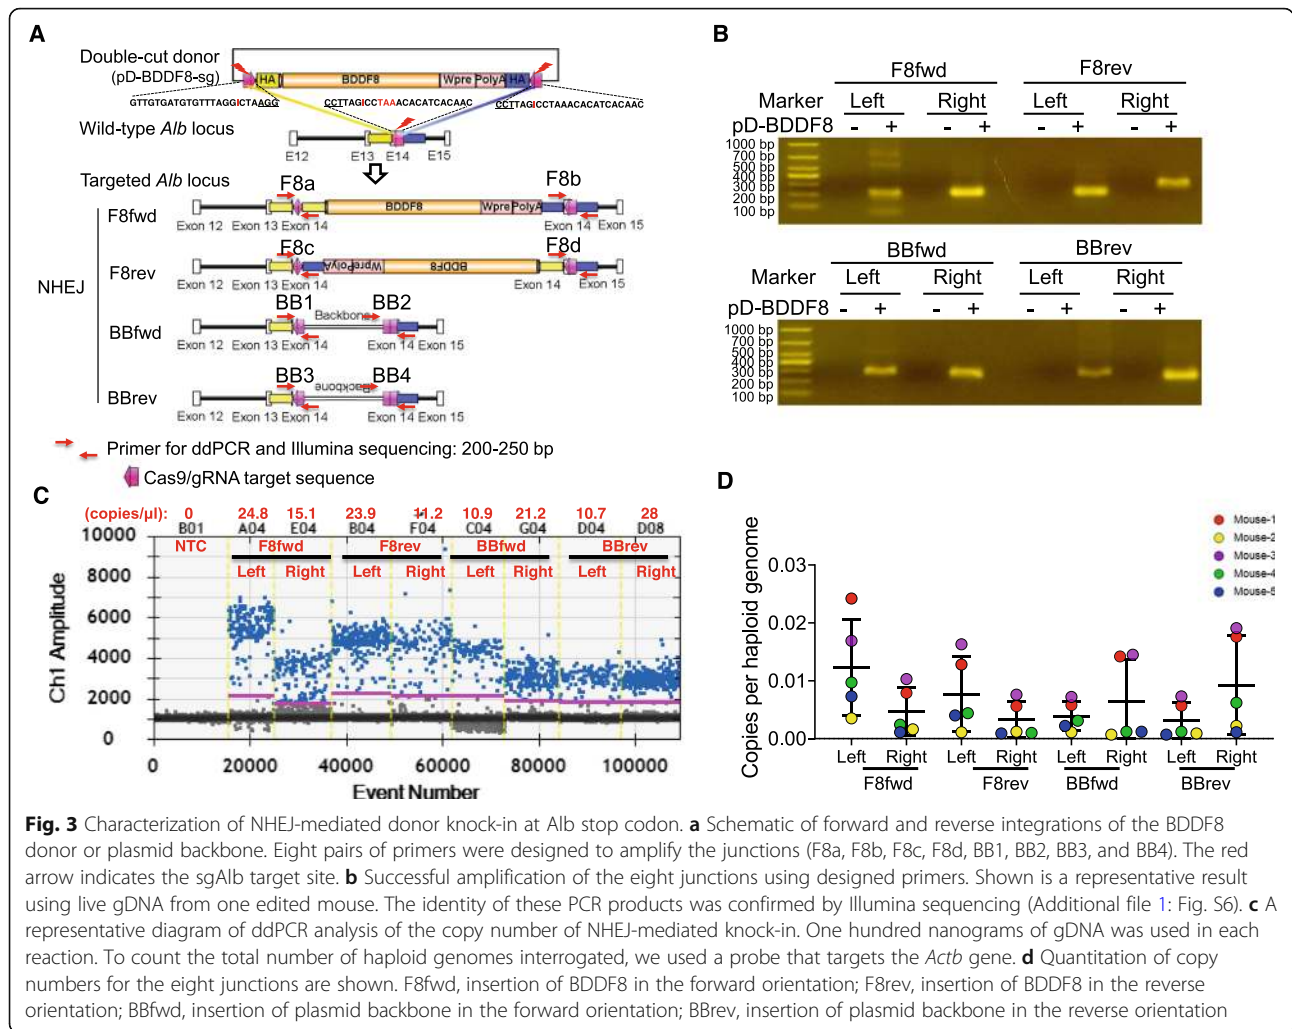 A
Double-cut donor
(pD-BDDF8-sg)
HA BDDF8 Wpre PolyA HA
GTTGTGATGTGTTTAGGICTAAGG CCTTAGICCTAAACACATCACAAC CCTTAGICCTAAACACATCACAAC
Wild-type Alb locus
E12 E13 E14 E15
Targeted Alb locus
NHEJ
F8a F8b
F8fwd
BDDF8 Wpre PolyA
Exon 12 Exon 13 Exon 14 Exon 14 Exon 15
F8c F8d
F8rev
WprePolyA BDDF8
Exon 12 Exon 13 Exon 14 Exon 14 Exon 15
BB1 BB2
Backbone
BBfwd
Exon 12 Exon 13 Exon 14 Exon 14 Exon 15
BB3 BB4
Backbone
BBrev
Exon 12 Exon 13 Exon 14 Exon 14 Exon 15
Primer for ddPCR and Illumina sequencing: 200-250 bp
Cas9/gRNA target sequence
B
F8fwd F8rev
Marker Left Right Left Right
pD-BDDF8 - + - + - + - +
1000 bp
700 bp
500 bp
400 bp
300 bp
200 bp
100 bp
BBfwd BBrev
Marker Left Right Left Right
pD-BDDF8 - + - + - + - +
1000 bp
700 bp
500 bp
400 bp
300 bp
200 bp
100 bp
C
(copies/µl): 0 24.8 15.1 23.9 11.2 10.9 21.2 10.7 28
B01 A04 E04 B04 F04 C04 G04 D04 D08
NTC F8fwd F8rev BBfwd BBrev
Left Right Left Right Left Right Left Right
Ch1 Amplitude
10000
8000
6000
4000
2000
0
0 20000 40000 60000 80000 100000
Event Number
D
Mouse-1
Mouse-2
Mouse-3
Mouse-4
Mouse-5
Copies per haploid genome
0.03
0.02
0.01
0.00
Left Right Left Right Left Right Left Right
F8fwd F8rev BBfwd BBrev
Fig. 3 Characterization of NHEJ-mediated donor knock-in at Alb stop codon. a Schematic of forward and reverse integrations of the BDDF8
donor or plasmid backbone. Eight pairs of primers were designed to amplify the junctions (F8a, F8b, F8c, F8d, BB1, BB2, BB3, and BB4). The red
arrow indicates the sgAlb target site. b Successful amplification of the eight junctions using designed primers. Shown is a representative result
using live gDNA from one edited mouse. The identity of these PCR products was confirmed by Illumina sequencing (Additional file 1: Fig. S6). c A
representative diagram of ddPCR analysis of the copy number of NHEJ-mediated knock-in. One hundred nanograms of gDNA was used in each
reaction. To count the total number of haploid genomes interrogated, we used a probe that targets the Actb gene. d Quantitation of copy
numbers for the eight junctions are shown. F8fwd, insertion of BDDF8 in the forward orientation; F8rev, insertion of BDDF8 in the reverse
orientation; BBfwd, insertion of plasmid backbone in the forward orientation; BBrev, insertion of plasmid backbone in the reverse orientation